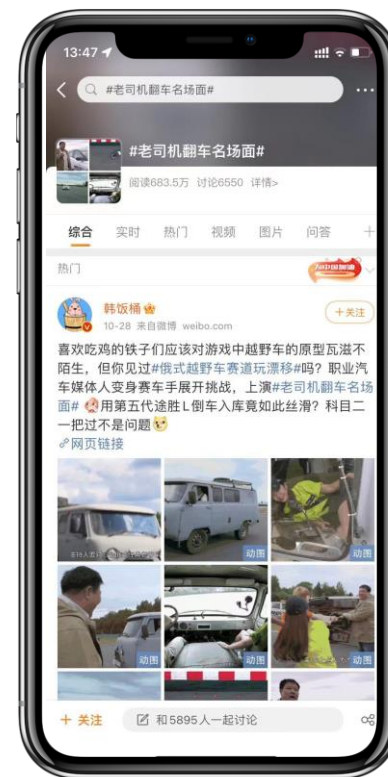 13:47
#老司机翻车名场面#
#老司机翻车名场面#
阅读683.5万 讨论6550 详情>
综合 实时 热门 视频 图片 问答
热门
韩饭桶
+关注
10-28 来自微博 weibo.com
喜欢吃鸡的铁子们应该对游戏中越野车的原型瓦滋不
陌生,但你见过#俄式越野车赛道玩漂移#吗?职业汽
车媒体人变身赛车手展开挑战,上演#老司机翻车名场
面# 用第五代途胜L倒车入库竟如此丝滑?科目二
一把过不是问题
网页链接
动图 动图
动图 动图 动图
+ 关注 和5895人一起讨论